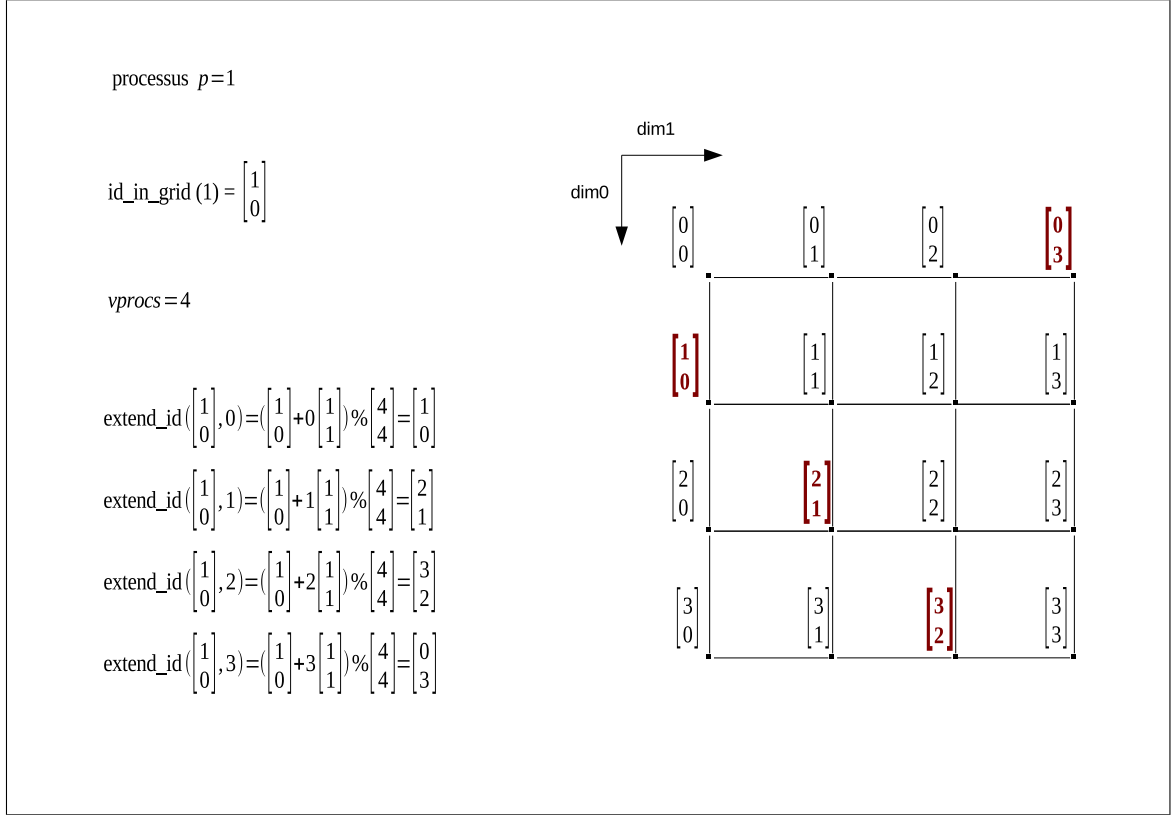 processus p=1
id_in_grid (1) = [1 0]
vprocs=4
extend_id([1 0],0)=([1 0]+0[1 1])%[4 4]=[1 0]
extend_id([1 0],1)=([1 0]+1[1 1])%[4 4]=[2 1]
extend_id([1 0],2)=([1 0]+2[1 1])%[4 4]=[3 2]
extend_id([1 0],3)=([1 0]+3[1 1])%[4 4]=[0 3]
dim1
dim0
[0 0] [0 1] [0 2] [0 3]
[1 0] [1 1] [1 2] [1 3]
[2 0] [2 1] [2 2] [2 3]
[3 0] [3 1] [3 2] [3 3]